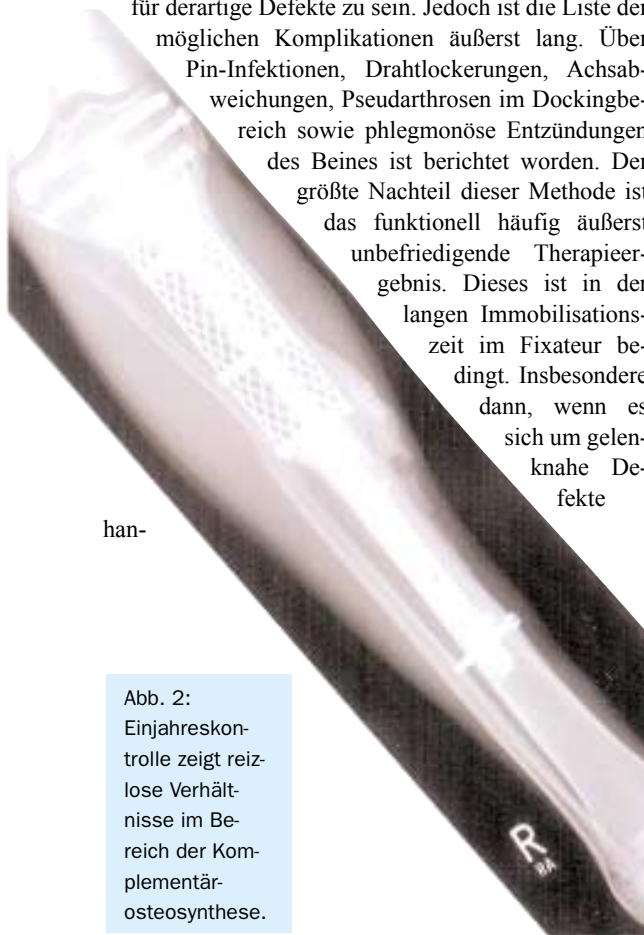 für derartige Defekte zu sein. Jedoch ist die Liste der
möglichen Komplikationen äußerst lang. Über
Pin-Infektionen, Drahtlockerungen, Achsab-
weichungen, Pseudarthrosen im Dockingbe-
reich sowie phlegmonöse Entzündungen
des Beines ist berichtet worden. Der
größte Nachteil dieser Methode ist
das funktionell häufig äußerst
unbefriedigende Therapieer-
gebnis. Dieses ist in der
langen Immobilisations-
zeit im Fixateur be-
dingt. Insbesondere
dann, wenn es
sich um gelen-
knahe De-
fekte
han-
Abb. 2:
Einjahreskon-
trolle zeigt reiz-
lose Verhält-
nisse im Be-
reich der Kom-
plementär-
osteosynthese.
R